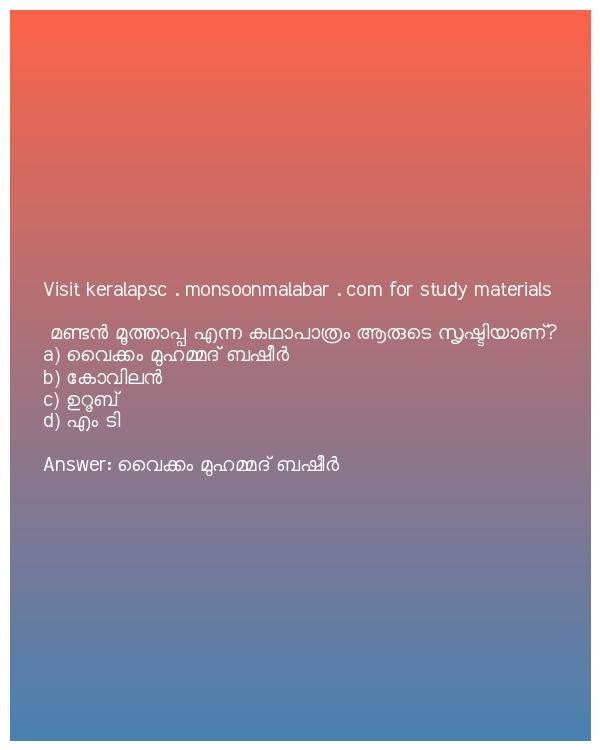 Visit keralapsc . monsoonmalabar . com for study materials
മണ്ടൻ മൂത്താപ്പ എന്ന കഥാപാത്രം ആരുടെ സൃഷ്ടിയാണ്?
a) വൈക്കം മുഹമ്മദ് ബഷീർ
b) കോവിലൻ
c) ഉറൂബ്
d) എം ടി
Answer: വൈക്കം മുഹമ്മദ് ബഷീർ